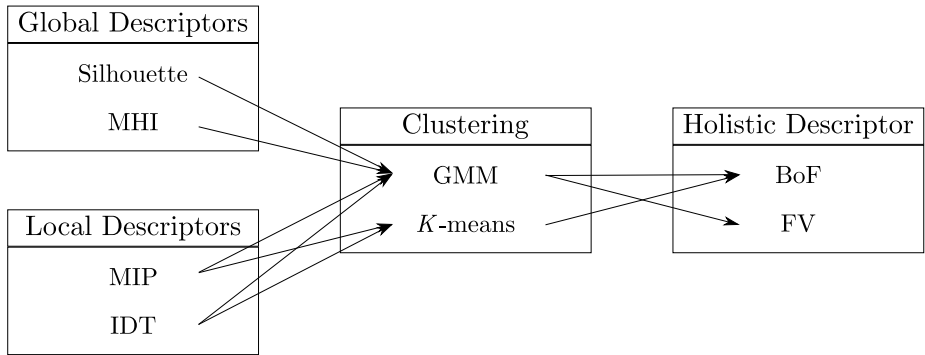 Global Descriptors
Silhouette
MHI
Local Descriptors
MIP
IDT
Clustering
GMM
K-means
Holistic Descriptor
BoF
FV